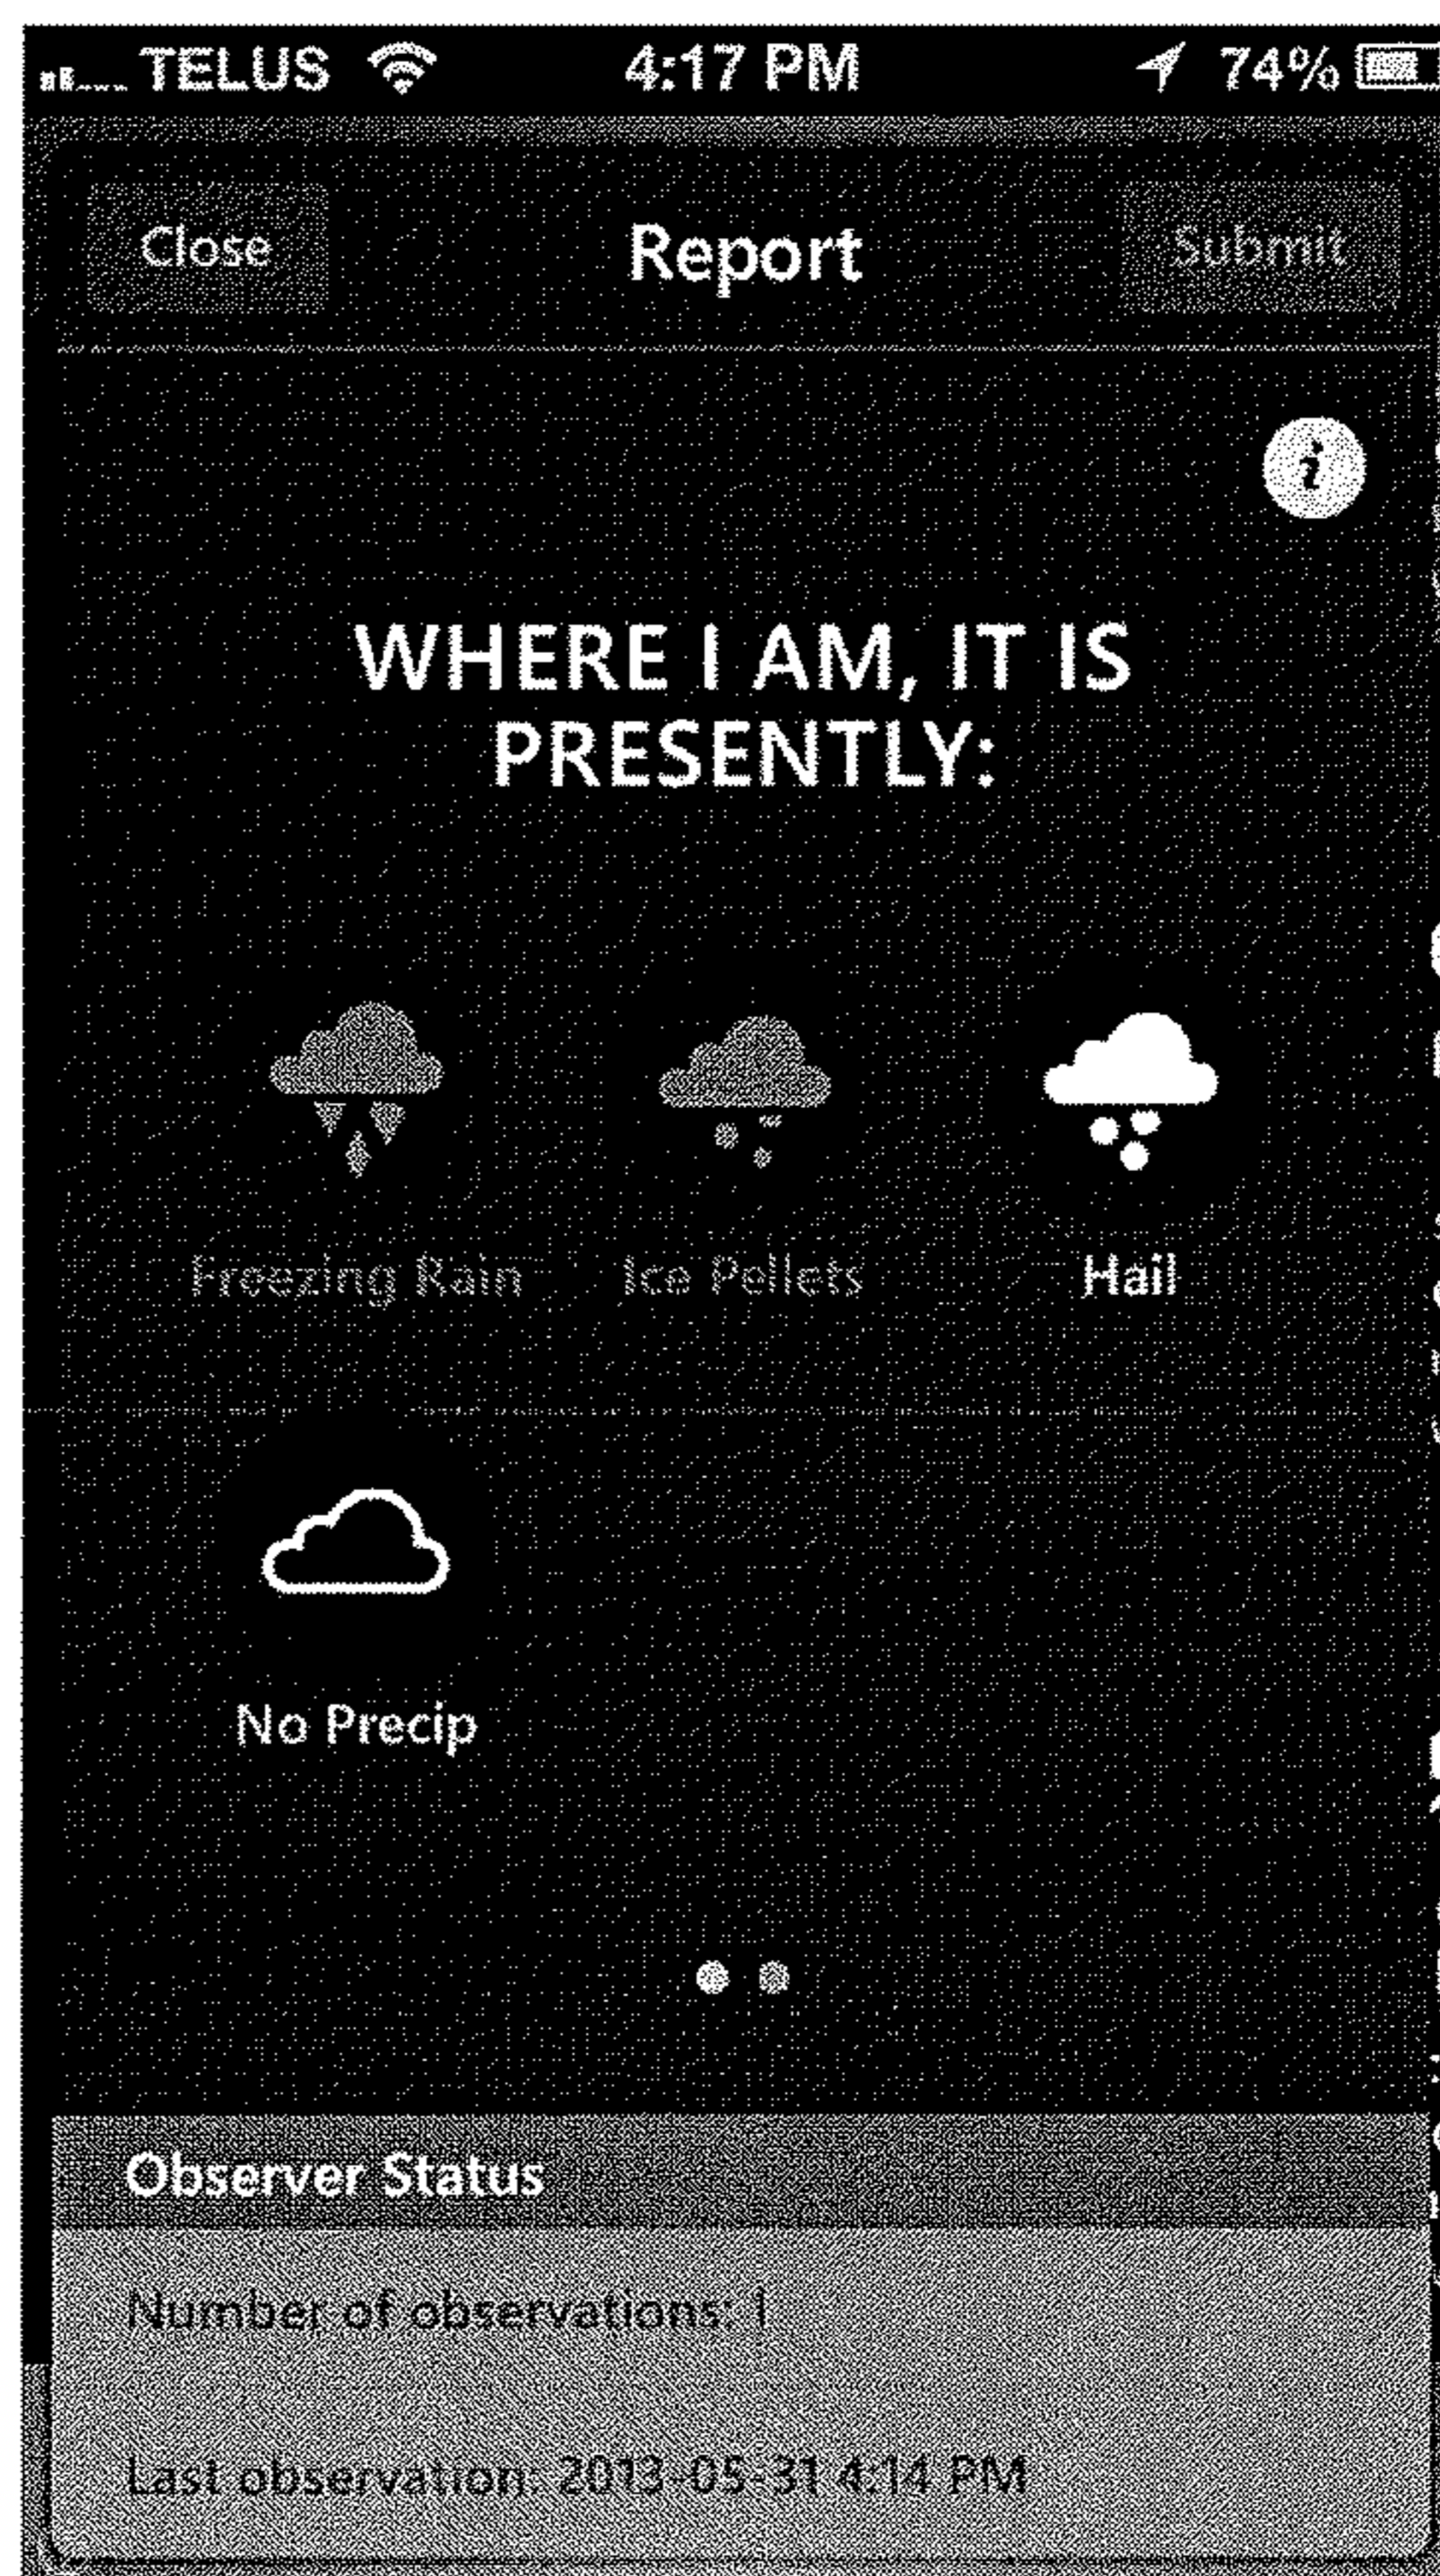 TELUS 4:17 PM 74%
Close Report Submit
i
WHERE I AM, IT IS
PRESENTLY:
Freezing Rain Ice Pellets Hail
No Precip
Observer Status
Number of observations: 1
Last observation: 2013-05-31 4:14 PM